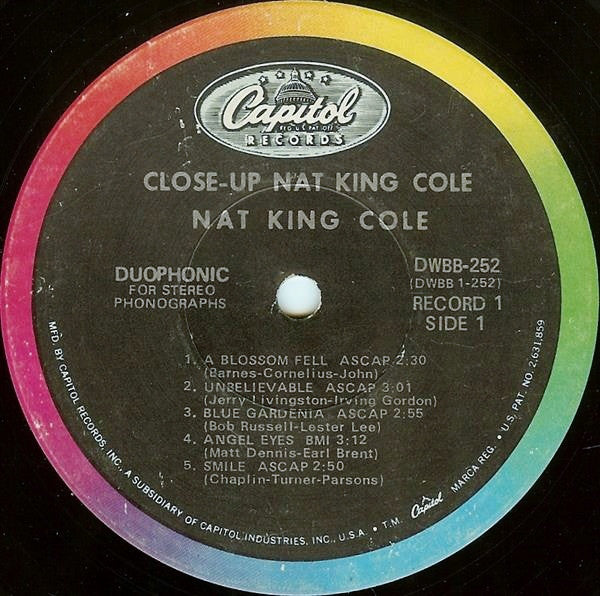 Capitol
REG. U.S. PAT. OFF.
RECORDS
CLOSE-UP NAT KING COLE
NAT KING COLE
DUOPHONIC
FOR STEREO
PHONOGRAPHS
DWBB-252
(DWBB 1-252)
RECORD 1
SIDE 1
1. A BLOSSOM FELL ASCAP 2:30
(Barnes-Cornelius-John)
2. UNBELIEVABLE ASCAP 3:01
(Jerry Livingston-Irving Gordon)
3. BLUE GARDENIA ASCAP 2:55
(Bob Russell-Lester Lee)
4. ANGEL EYES BMI 3:12
(Matt Dennis-Earl Brent)
5. SMILE ASCAP 2:50
(Chaplin-Turner-Parsons)
MFD. BY CAPITOL RECORDS, INC., A SUBSIDIARY OF CAPITOL INDUSTRIES, INC., U.S.A. • T.M. Capitol MARCA REG. • U.S. PAT. NO. 2,631,859